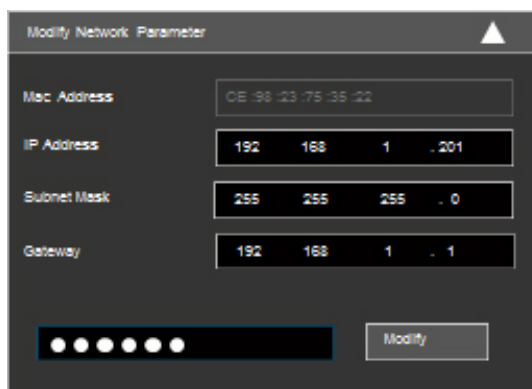 Modify Network Parameter
Mac Address CE :98 :23 :75 :35 :22
IP Address 192 168 1 . 201
Subnet Mask 255 255 255 . 0
Gateway 192 168 1 . 1
Modify